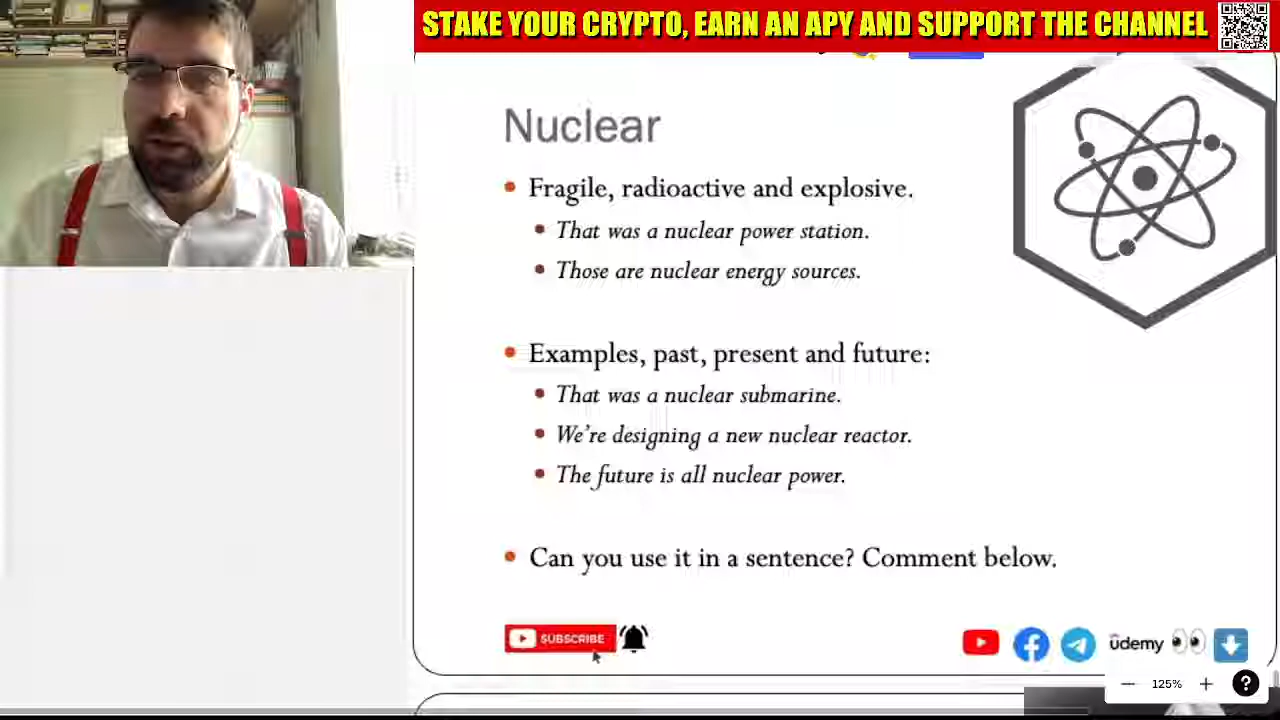 STAKE YOUR CRYPTO, EARN AN APY AND SUPPORT THE CHANNEL
Nuclear
Fragile, radioactive and explosive.
That was a nuclear power station.
Those are nuclear energy sources.
Examples, past, present and future:
That was a nuclear submarine.
We're designing a new nuclear reactor.
The future is all nuclear power.
Can you use it in a sentence? Comment below.
SUBSCRIBE
ûdemy
− 125% + ?